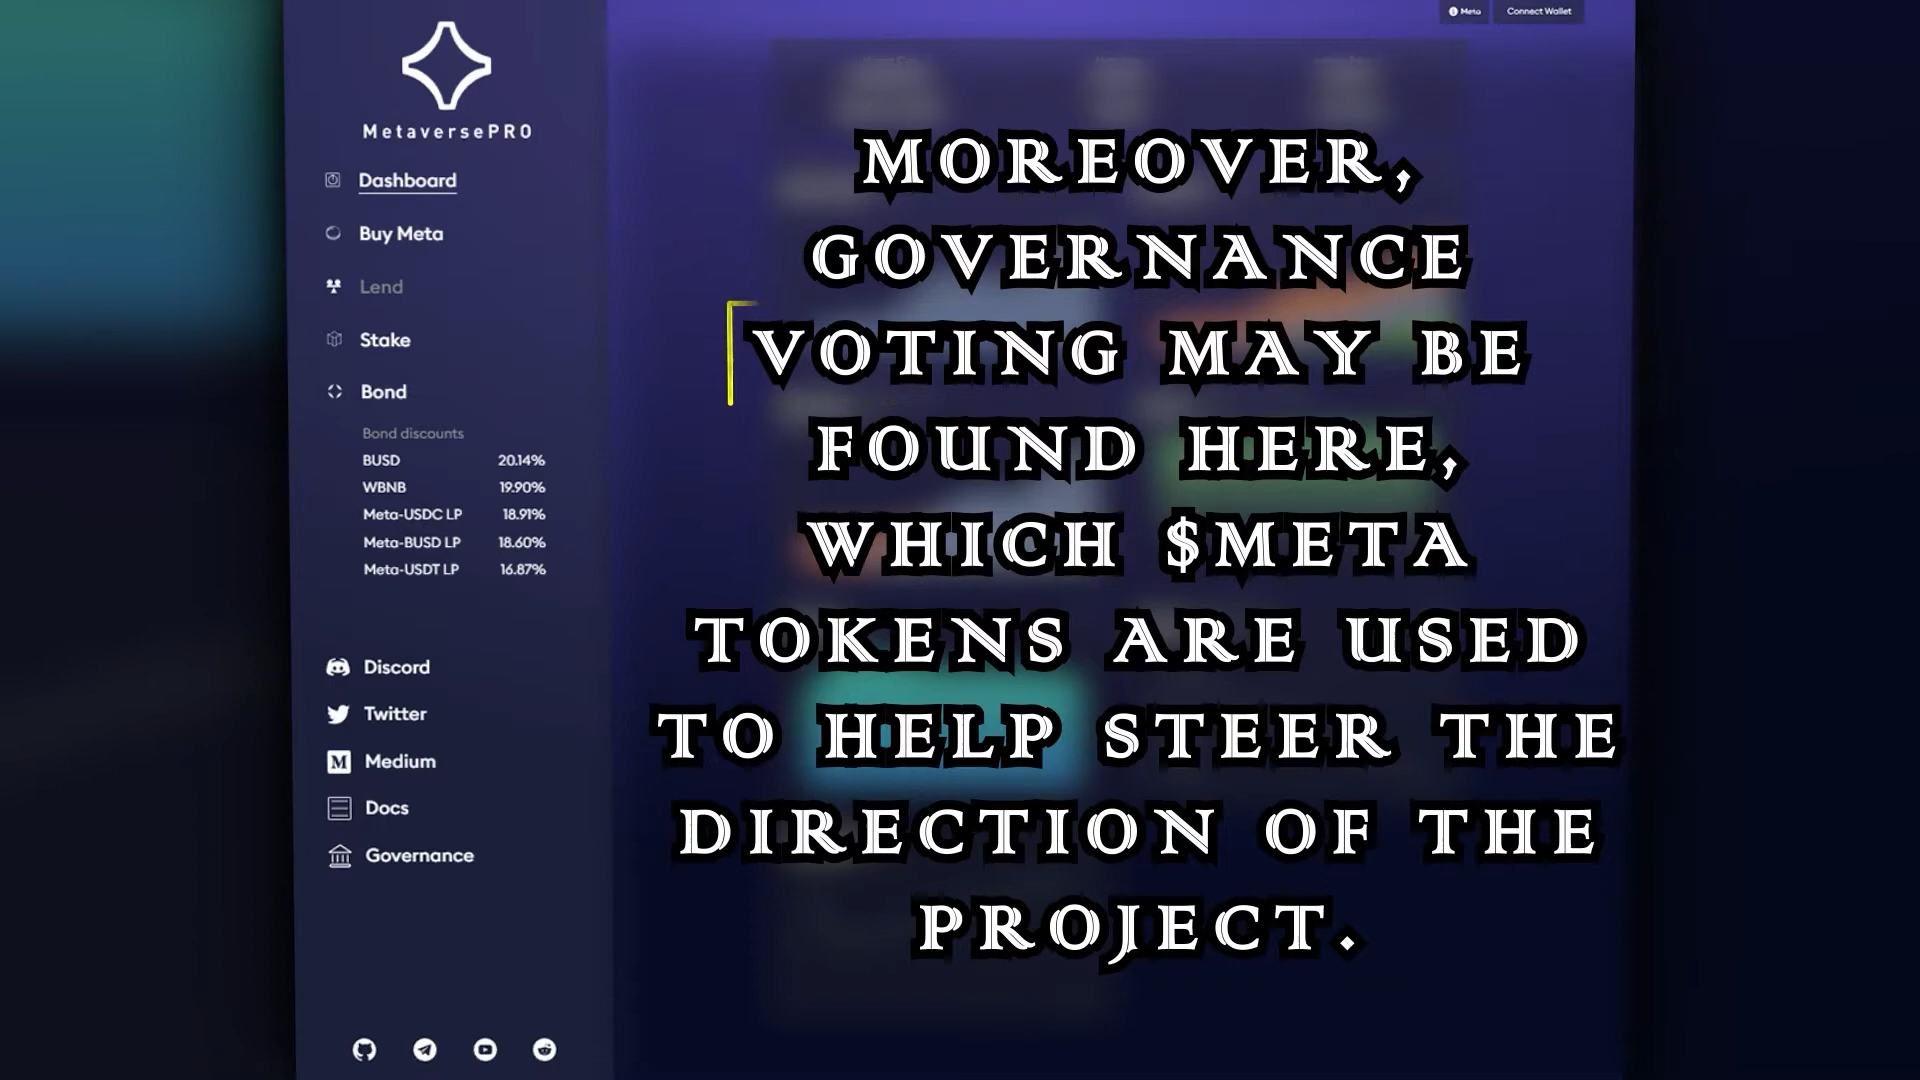 Meta
Connect Wallet
MetaversePRO
Dashboard
Buy Meta
Lend
Stake
Bond
Bond discounts
BUSD 20.14%
WBNB 19.90%
Meta-USDC LP 18.91%
Meta-BUSD LP 18.60%
Meta-USDT LP 16.87%
Discord
Twitter
Medium
Docs
Governance
MOREOVER,
GOVERNANCE
VOTING MAY BE
FOUND HERE,
WHICH $META
TOKENS ARE USED
TO HELP STEER THE
DIRECTION OF THE
PROJECT.